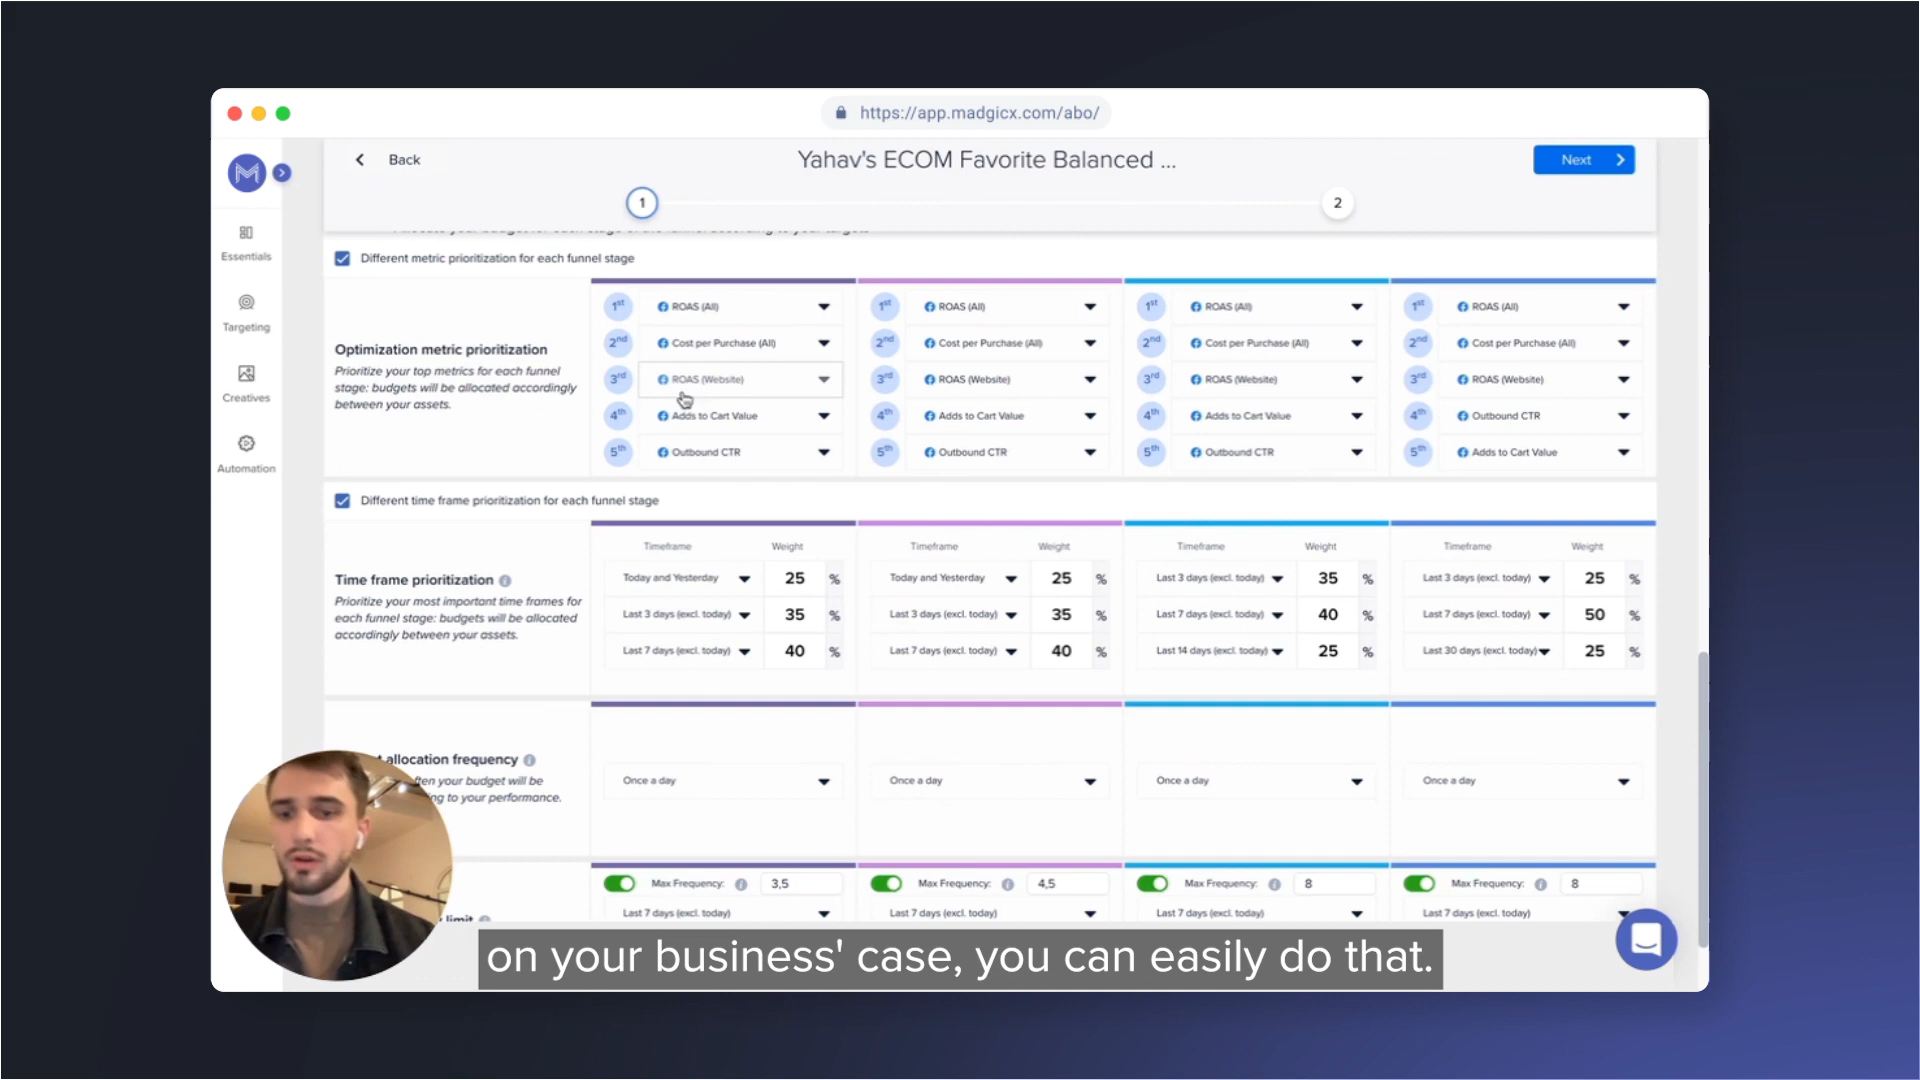 https://app.madgicx.com/abo/
Back
Yahav's ECOM Favorite Balanced ...
Next
1
2
Essentials
Targeting
Creatives
Automation
Different metric prioritization for each funnel stage
Optimization metric prioritization
Prioritize your top metrics for each funnel
stage: budgets will be allocated accordingly
between your assets.
1st ROAS (All) 1st ROAS (All) 1st ROAS (All) 1st ROAS (All)
2nd Cost per Purchase (All) 2nd Cost per Purchase (All) 2nd Cost per Purchase (All) 2nd Cost per Purchase (All)
3rd ROAS (Website) 3rd ROAS (Website) 3rd ROAS (Website) 3rd ROAS (Website)
4th Adds to Cart Value 4th Adds to Cart Value 4th Adds to Cart Value 4th Outbound CTR
5th Outbound CTR 5th Outbound CTR 5th Outbound CTR 5th Adds to Cart Value
Different time frame prioritization for each funnel stage
Time frame prioritization
Prioritize your most important time frames for
each funnel stage: budgets will be allocated
accordingly between your assets.
Timeframe Weight Timeframe Weight Timeframe Weight Timeframe Weight
Today and Yesterday 25 % Today and Yesterday 25 % Last 3 days (excl. today) 35 % Last 3 days (excl. today) 25 %
Last 3 days (excl. today) 35 % Last 3 days (excl. today) 35 % Last 7 days (excl. today) 40 % Last 7 days (excl. today) 50 %
Last 7 days (excl. today) 40 % Last 7 days (excl. today) 40 % Last 14 days (excl. today) 25 % Last 30 days (excl. today) 25 %
allocation frequency
your budget will be
to your performance.
Once a day Once a day Once a day Once a day
limit
Max Frequency: 3,5 Max Frequency: 4,5 Max Frequency: 8 Max Frequency: 8
Last 7 days (excl. today) Last 7 days (excl. today) Last 7 days (excl. today) Last 7 days (excl. today)
on your business' case, you can easily do that.